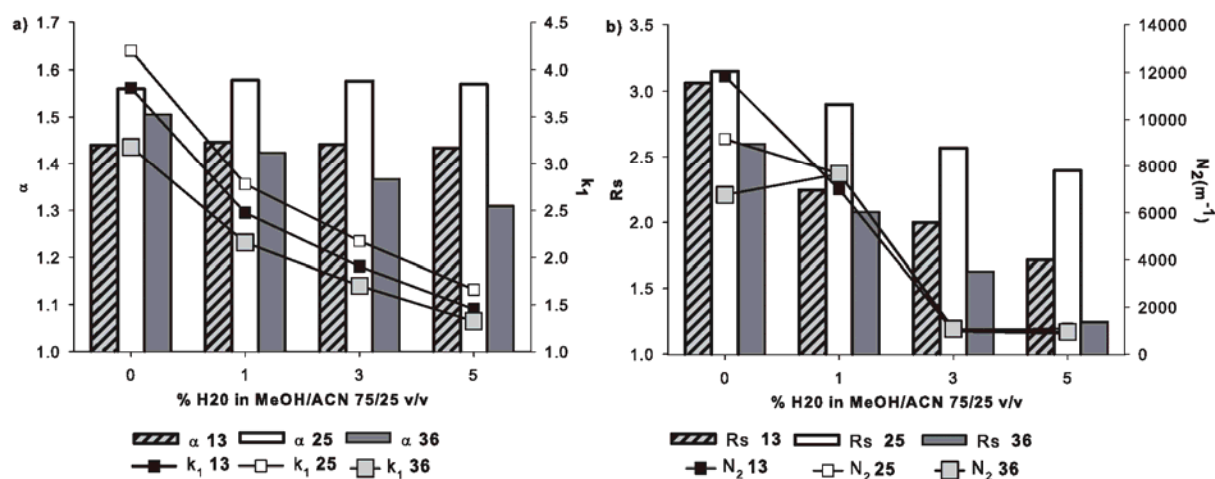 a)
1.7
1.6
1.5
1.4
1.3
1.2
1.1
1.0
α
4.5
4.0
3.5
3.0
2.5
2.0
1.5
1.0
k1
0 1 3 5
% H20 in MeOH/ACN 75/25 v/v
α 13 α 25 α 36
k1 13 k1 25 k1 36
b)
3.5
3.0
2.5
2.0
1.5
1.0
Rs
14000
12000
10000
8000
6000
4000
2000
0
N2(m-1)
0 1 3 5
% H20 in MeOH/ACN 75/25 v/v
Rs 13 Rs 25 Rs 36
N2 13 N2 25 N2 36